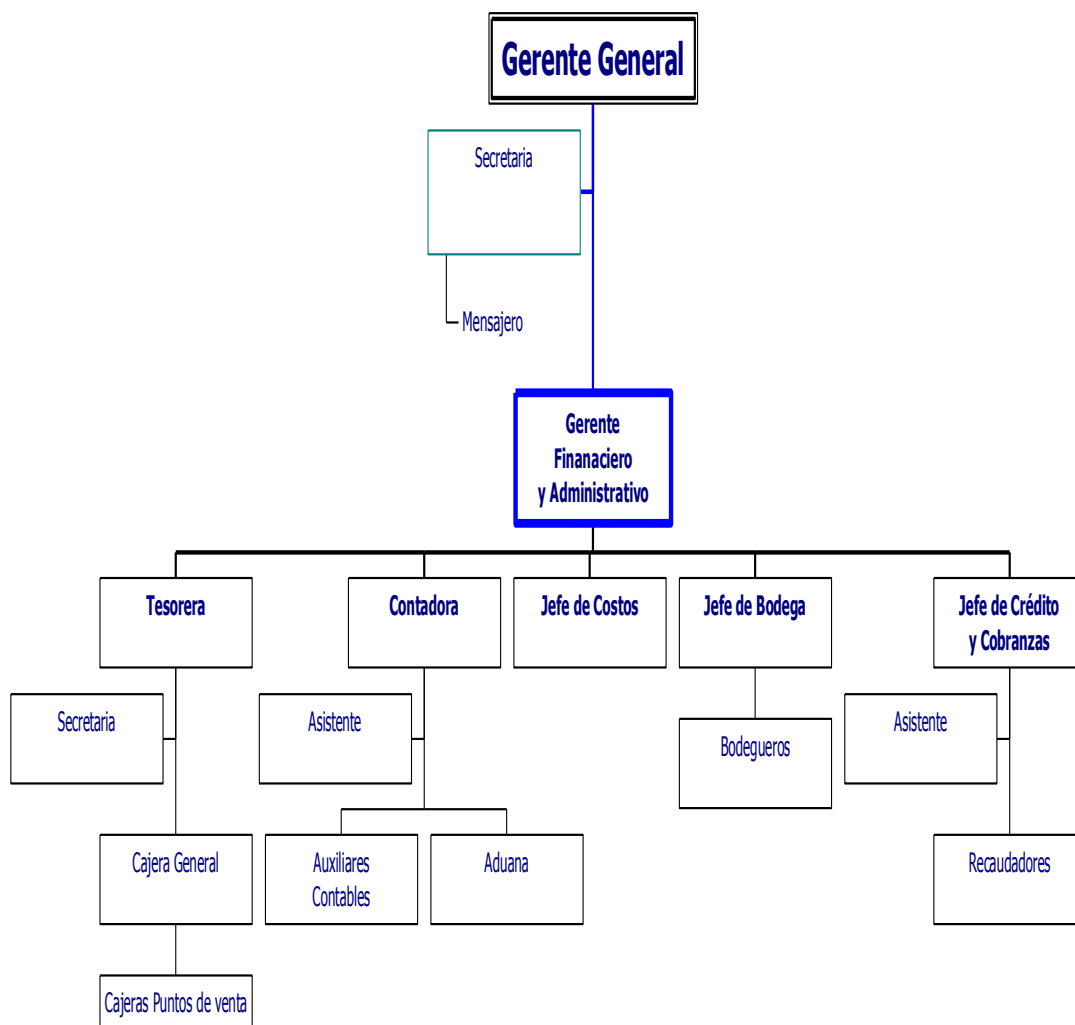 Gerente General
Secretaria
Mensajero
Gerente
Finanaciero
y Administrativo
Tesorera
Contadora
Jefe de Costos
Jefe de Bodega
Jefe de Crédito
y Cobranzas
Secretaria
Asistente
Bodegueros
Asistente
Cajera General
Auxiliares
Contables
Aduana
Recaudadores
Cajeras Puntos de venta